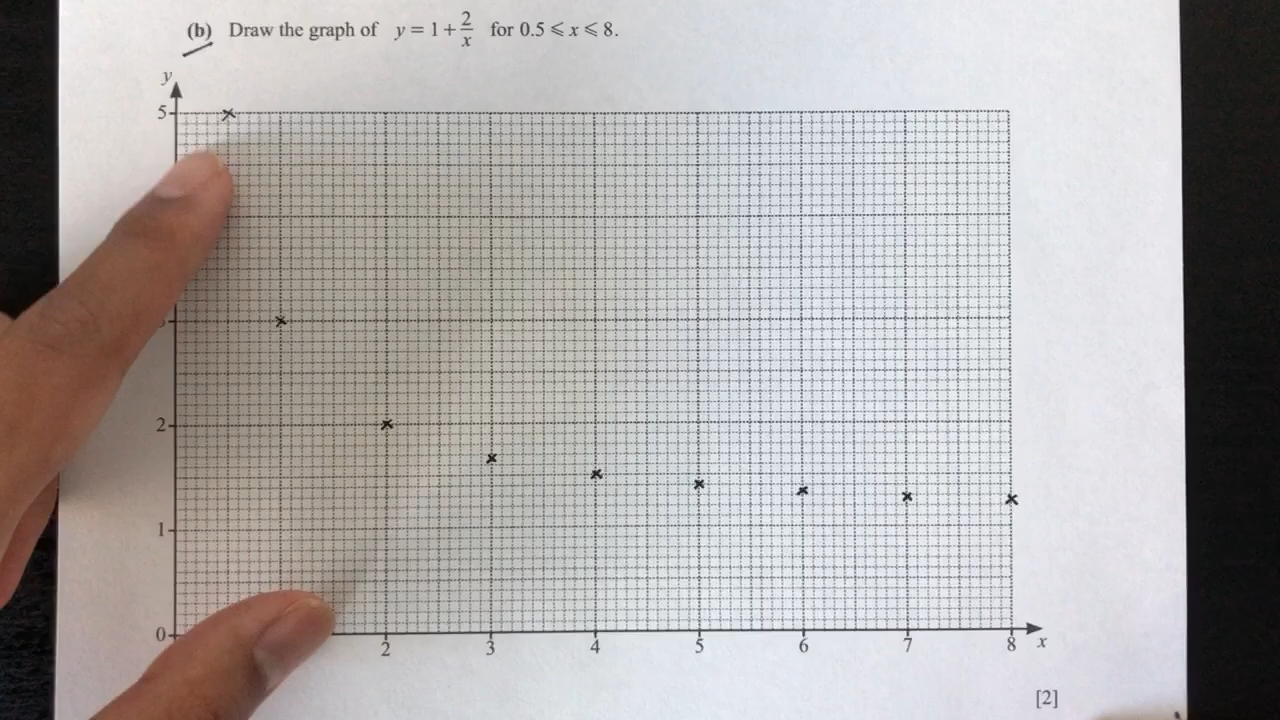 (b) Draw the graph of y = 1 + 2/x for 0.5 ⩽ x ⩽ 8.
y
5
2
1
0
2 3 4 5 6 7 8 x
[2]